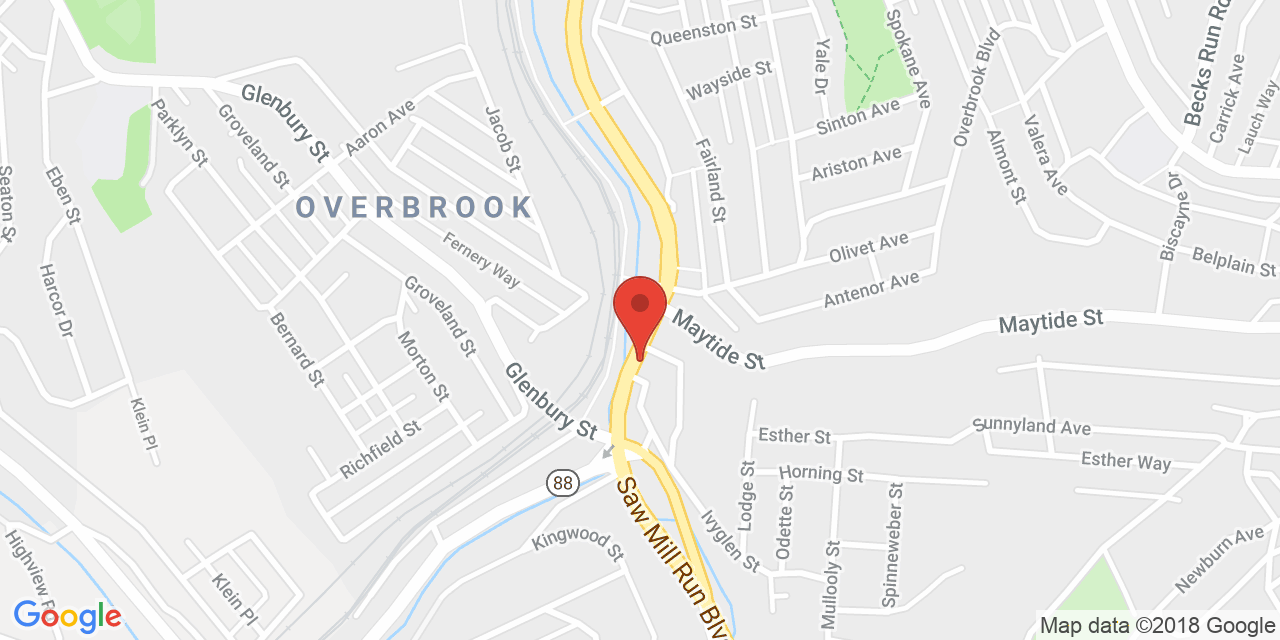 Queenston St
Wayside St
Yale Dr
Spokane Ave
Overbrook Blvd
Becks Run Rd
Carrick Ave
Lauch Way
Glenbury St
Parklyn St
Groveland St
Aaron Ave
Jacob St
Sinton Ave
Ariston Ave
Fairland St
Almont St
Valera Ave
Biscayne Dr
Seaton St
Eben St
OVERBROOK
Fernery Way
Olivet Ave
Belplain St
Antenor Ave
Harcor Dr
Groveland St
Bernard St
Morton St
Maytide St
Maytide St
Glenbury St
Klein Pl
Richfield St
Esther St
Sunnyland Ave
Esther Way
Horning St
88
Saw Mill Run Blv
Lodge St
Odette St
Ivyglen St
Kingwood St
Mullooly St
Spinneweber St
Newburn Ave
Highview
Klein Pl
Google
Map data ©2018 Google